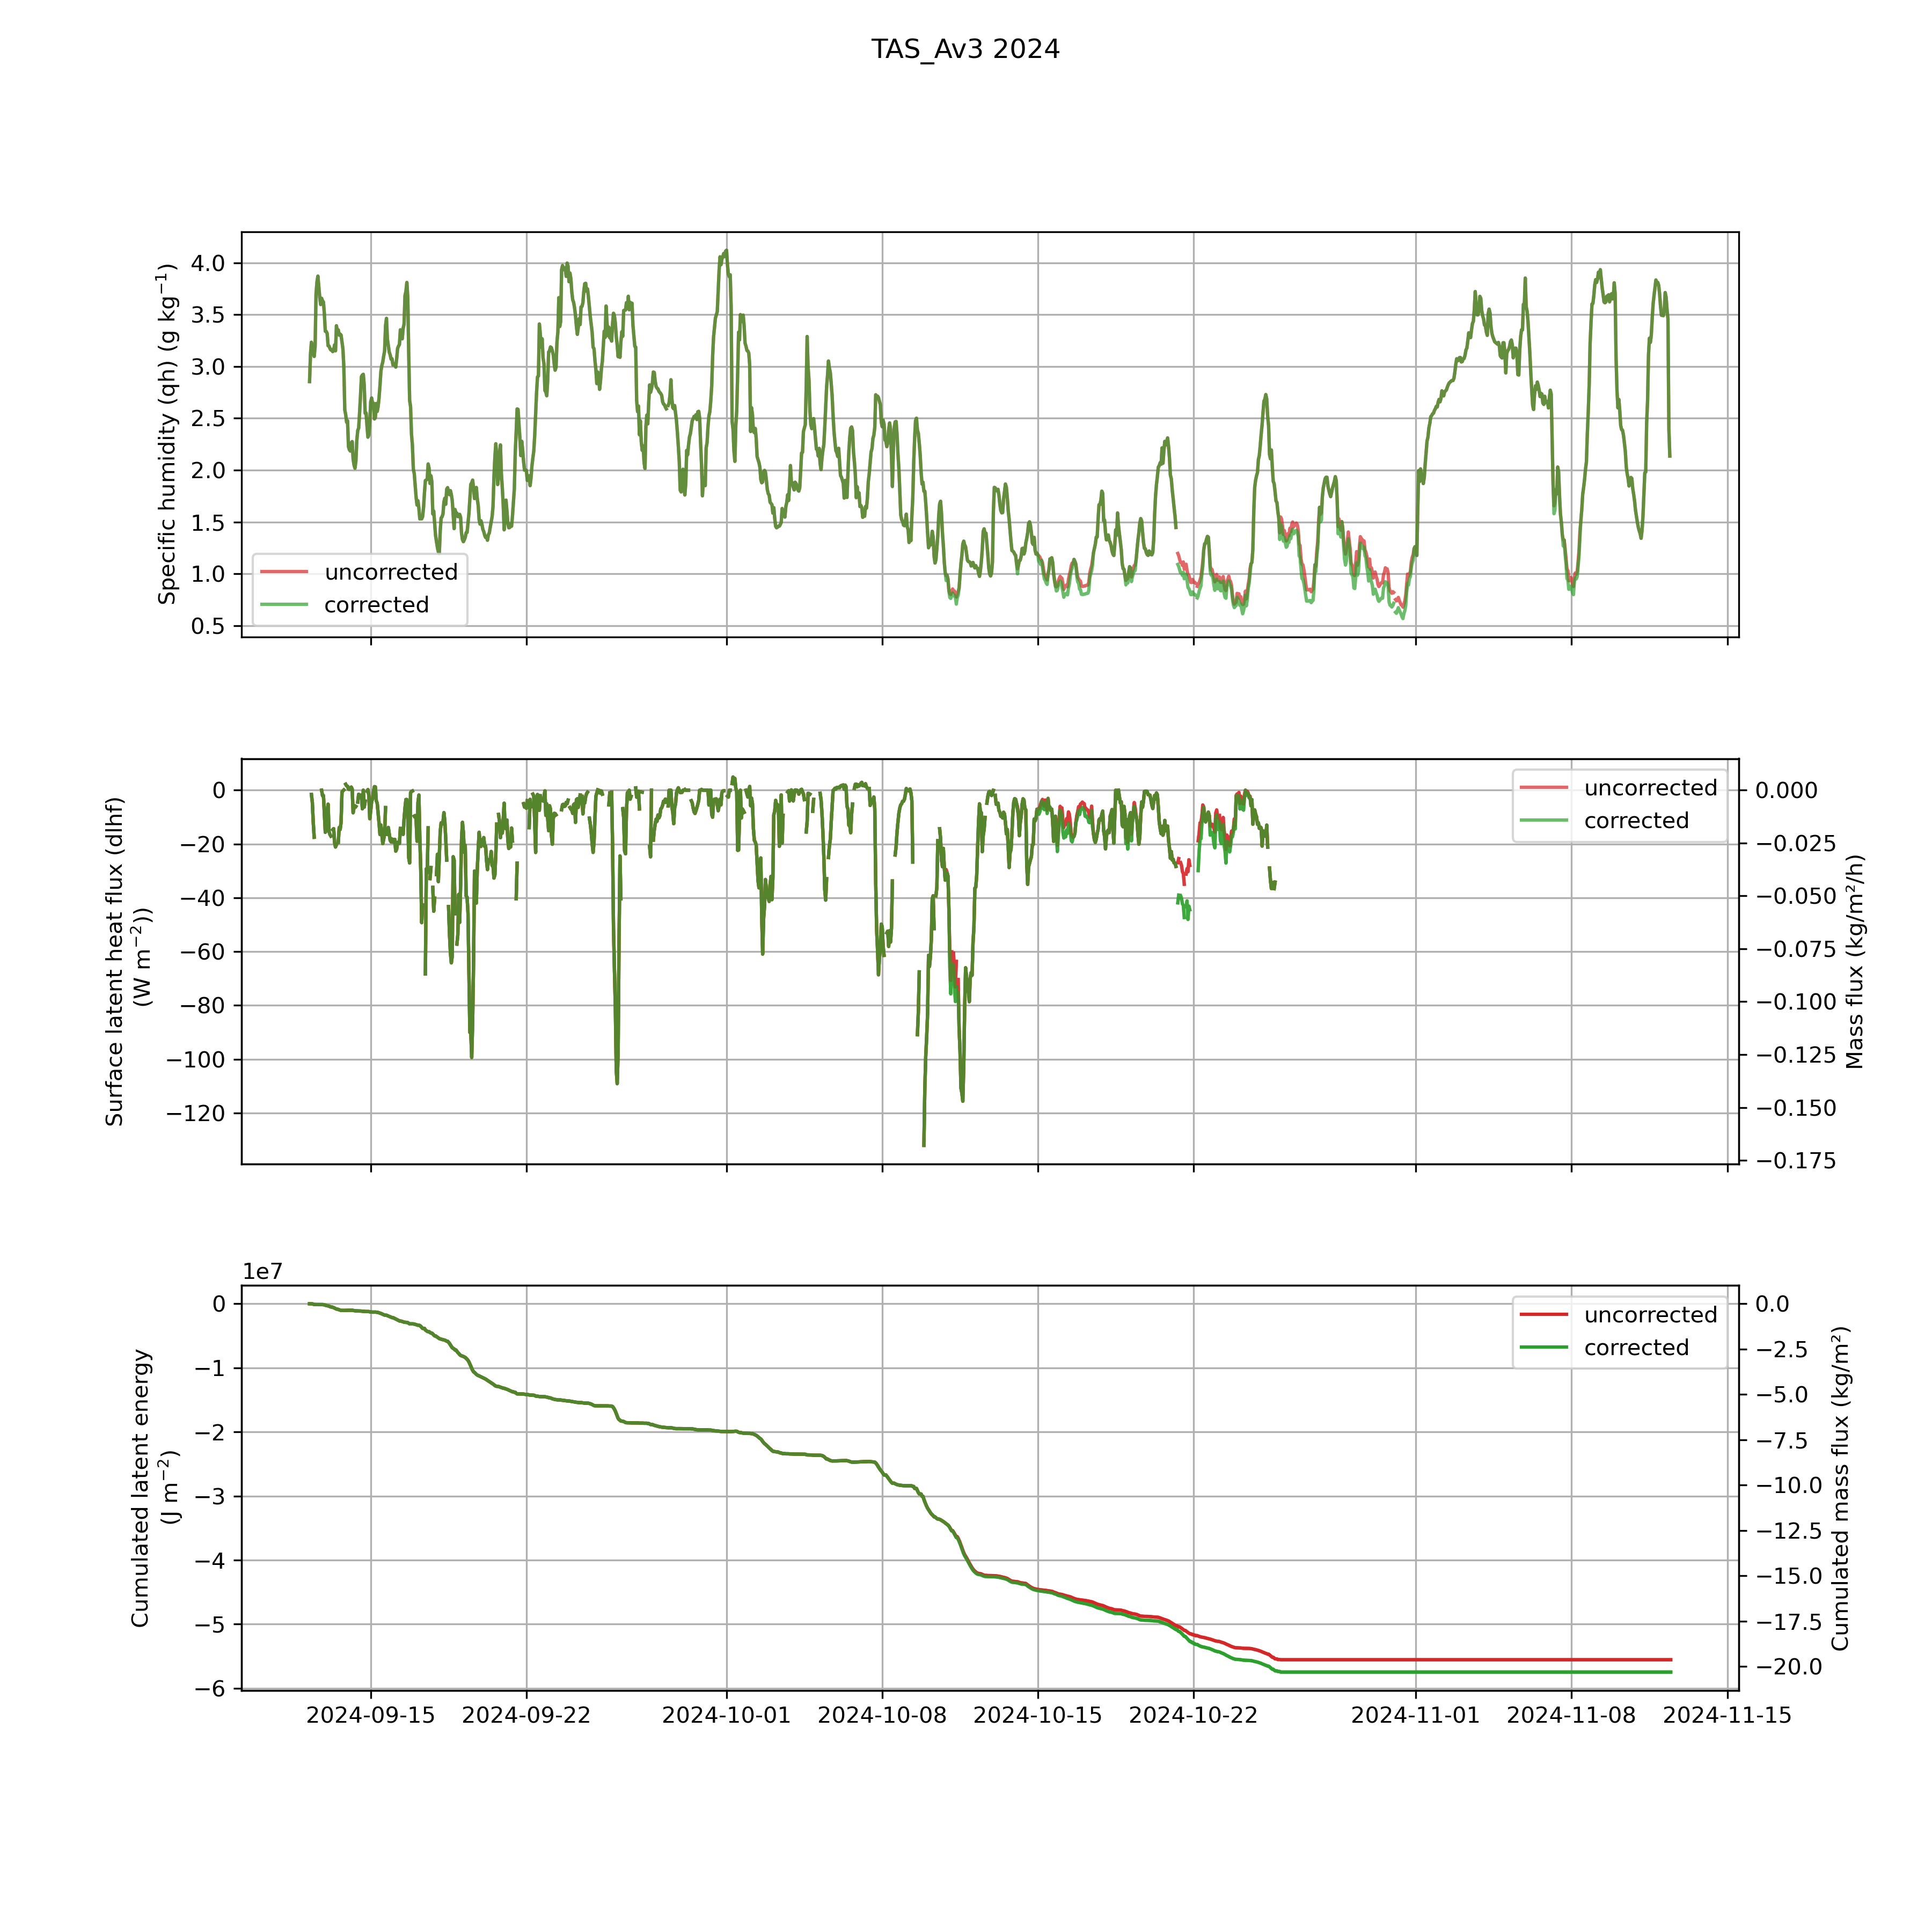 TAS_Av3 2024
Specific humidity (qh) (g kg⁻¹)
4.0
3.5
3.0
2.5
2.0
1.5
1.0
0.5
uncorrected
corrected
Surface latent heat flux (dlhf)
(W m⁻²))
0
−20
−40
−60
−80
−100
−120
uncorrected
corrected
0.000
−0.025
−0.050
−0.075
−0.100
−0.125
−0.150
−0.175
Mass flux (kg/m²/h)
1e7
Cumulated latent energy
(J m⁻²)
0
−1
−2
−3
−4
−5
−6
uncorrected
corrected
0.0
−2.5
−5.0
−7.5
−10.0
−12.5
−15.0
−17.5
−20.0
Cumulated mass flux (kg/m²)
2024-09-15 2024-09-22 2024-10-01 2024-10-08 2024-10-15 2024-10-22 2024-11-01 2024-11-08 2024-11-15